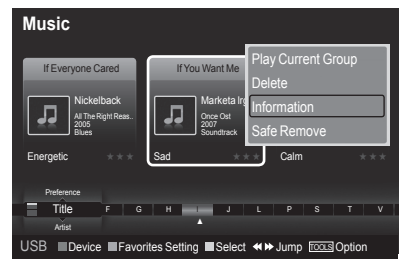 Music
If Everyone Cared
If You Want Me
Play Current Group
Delete
Information
Safe Remove
Nickelback
All The Right Reas..
2005
Blues
Marketa
Once Ost
2007
Soundtrack
Energetic ★★★
Sad ★★★
Calm ★★★
Preference
Title F G H I J L P S T V
Artist
USB Device Favorites Setting Select Jump TOOLS Option